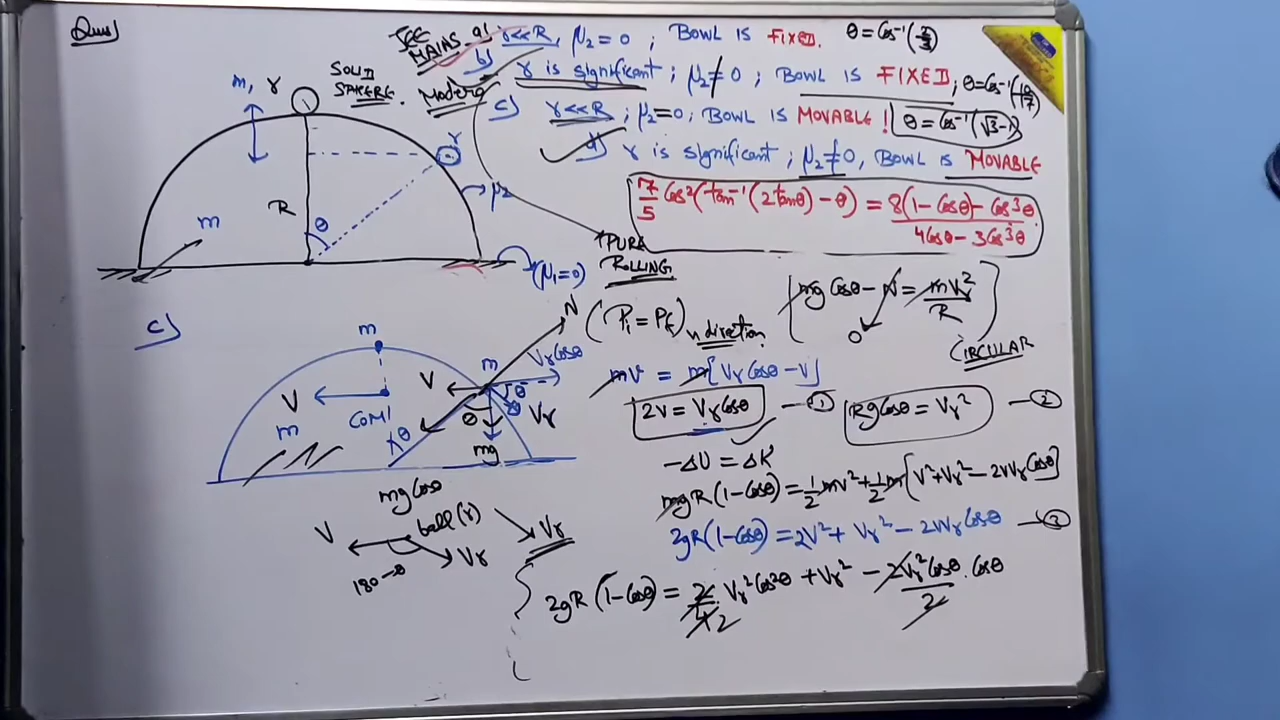 Ques)
JEE MAINS a) r<<R, μ₂=0 ; BOWL IS FIXED. θ=Cos⁻¹(2/3)
b) r is significant ; μ₂≠0 ; BOWL IS FIXED ; θ=Cos⁻¹(10/17)
c) r<<R ; μ₂=0; BOWL IS MOVABLE ! θ=Cos⁻¹(√3-1)
d) r is significant ; μ₂≠0, BOWL IS MOVABLE
7/5 Cos²(tan⁻¹(2tanθ)-θ) = 8(1-Cosθ)-Cos³θ / 4Cosθ-3Cos³θ
PURE
ROLLING
m, r
SOLID
SPHERE.
r
μ₂
R
θ
m
(μ₁=0)
c)
m
V
COM
m
N
m
Vr Cosθ
V
θ
Vr
θ
θ
mg
mg Cosθ
V
ball(r)
Vr
180-θ
Vr
(Pi = Pf) direction
mg Cosθ - N = mVr²/R
0
CIRCULAR
mv = m[Vr Cosθ - V]
2V = Vr Cosθ —①
Rg Cosθ = Vr² —②
-ΔU = ΔK
mgR(1-Cosθ) = 1/2 mv² + 1/2 m[V²+Vr²-2VVr Cosθ]
2gR(1-Cosθ) = 2V² + Vr² - 2VVr Cosθ —③
2gR(1-Cosθ) = 2/4 Vr² Cos²θ + Vr² - 2Vr² Cosθ/2 . Cosθ